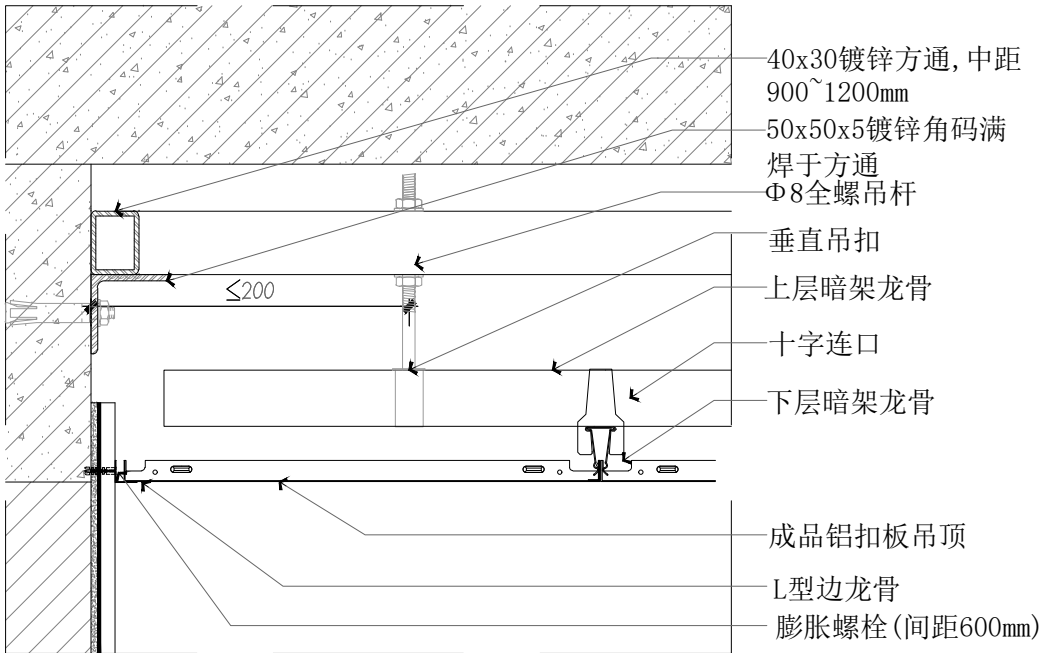 40x30镀锌方通,中距
900~1200mm
50x50x5镀锌角码满
焊于方通
Φ8全螺吊杆
垂直吊扣
≤200
上层暗架龙骨
十字连口
下层暗架龙骨
成品铝扣板吊顶
L型边龙骨
膨胀螺栓(间距600mm)